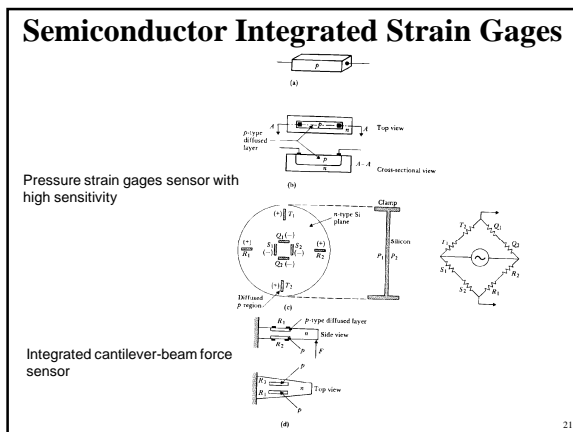 Semiconductor Integrated Strain Gages
p
(a)
A
p
n
A
Top view
p-type
diffused
layer
p
n
A-A
Cross-sectional view
(b)
Pressure strain gages sensor with
high sensitivity
Clamp
(+) T1
n-type Si
plane
Q1 (−)
(+)
R1
S1
(−)
S2
(−)
(+)
R2
Q2 (−)
(+) T2
Diffused
p region
Silicon
P1
P2
(c)
T2
Q1
T1
Q2
S1
R2
S2
R1
R1
p-type diffused layer
n
Side view
R2
p
F
Integrated cantilever-beam force
sensor
p
n
Top view
p
(d)
21